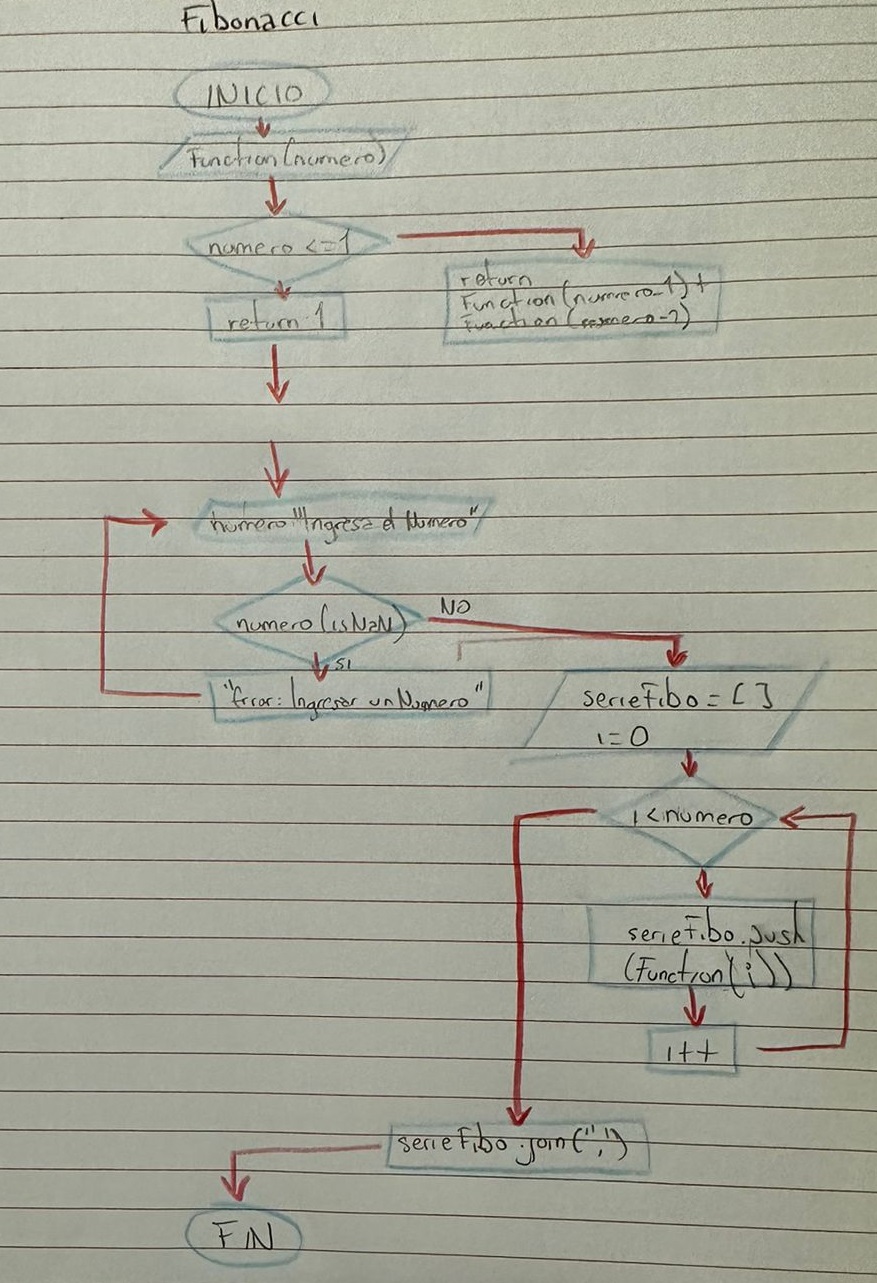 Fibonacci
INICIO
Function(numero)
numero <=1
return 1
return
Function(numero-1)+
Function(numero-2)
numero "Ingresa el Numero"
numero(isNaN)
NO
SI
"Error: Ingresar un Numero"
serieFibo = [ ]
i=0
i<numero
serieFibo.push
(Function(i))
i++
serieFibo.join(",")
FIN